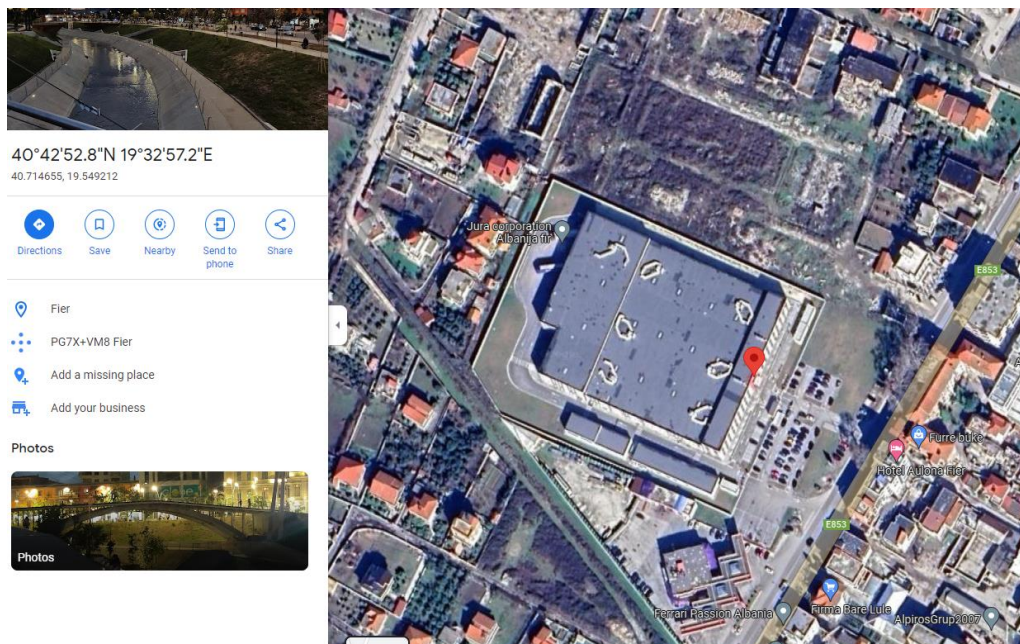 40°42'52.8"N 19°32'57.2"E
40.714655, 19.549212
Directions
Save
Nearby
Send to
phone
Share
Fier
PG7X+VM8 Fier
Add a missing place
Add your business
Photos
Photos
Jura corporation
Albanija fir
E853
Furre buke
Hotel Aulona Fier
E853
Ferrari Passion Albania
Firma Bare Lule
AlpirosGrup2007